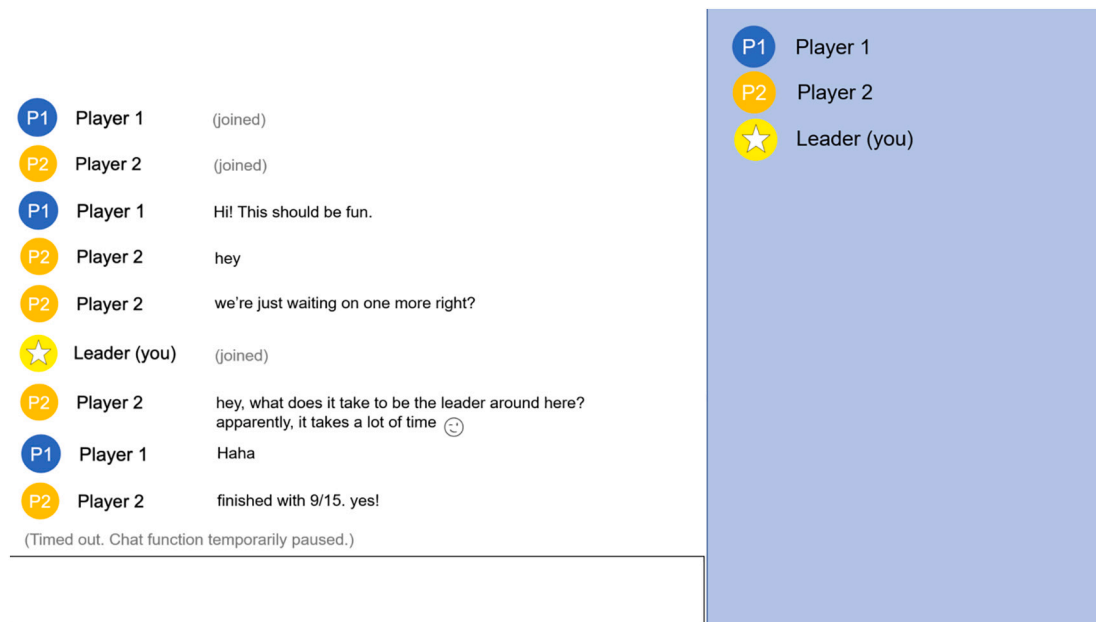 P1 Player 1 (joined)
P2 Player 2 (joined)
P1 Player 1 Hi! This should be fun.
P2 Player 2 hey
P2 Player 2 we're just waiting on one more right?
Leader (you) (joined)
P2 Player 2 hey, what does it take to be the leader around here?
apparently, it takes a lot of time
P1 Player 1 Haha
P2 Player 2 finished with 9/15. yes!
(Timed out. Chat function temporarily paused.)
P1 Player 1
P2 Player 2
Leader (you)